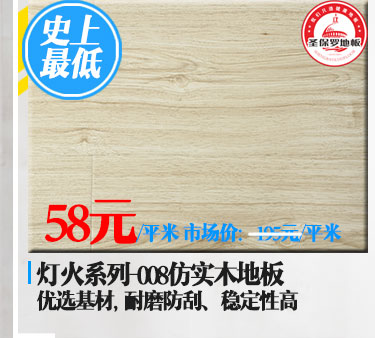 史上
最低
圣保罗地板
58元/平米 市场价: 195元/平米
灯火系列-008仿实木地板
优选基材, 耐磨防刮、稳定性高